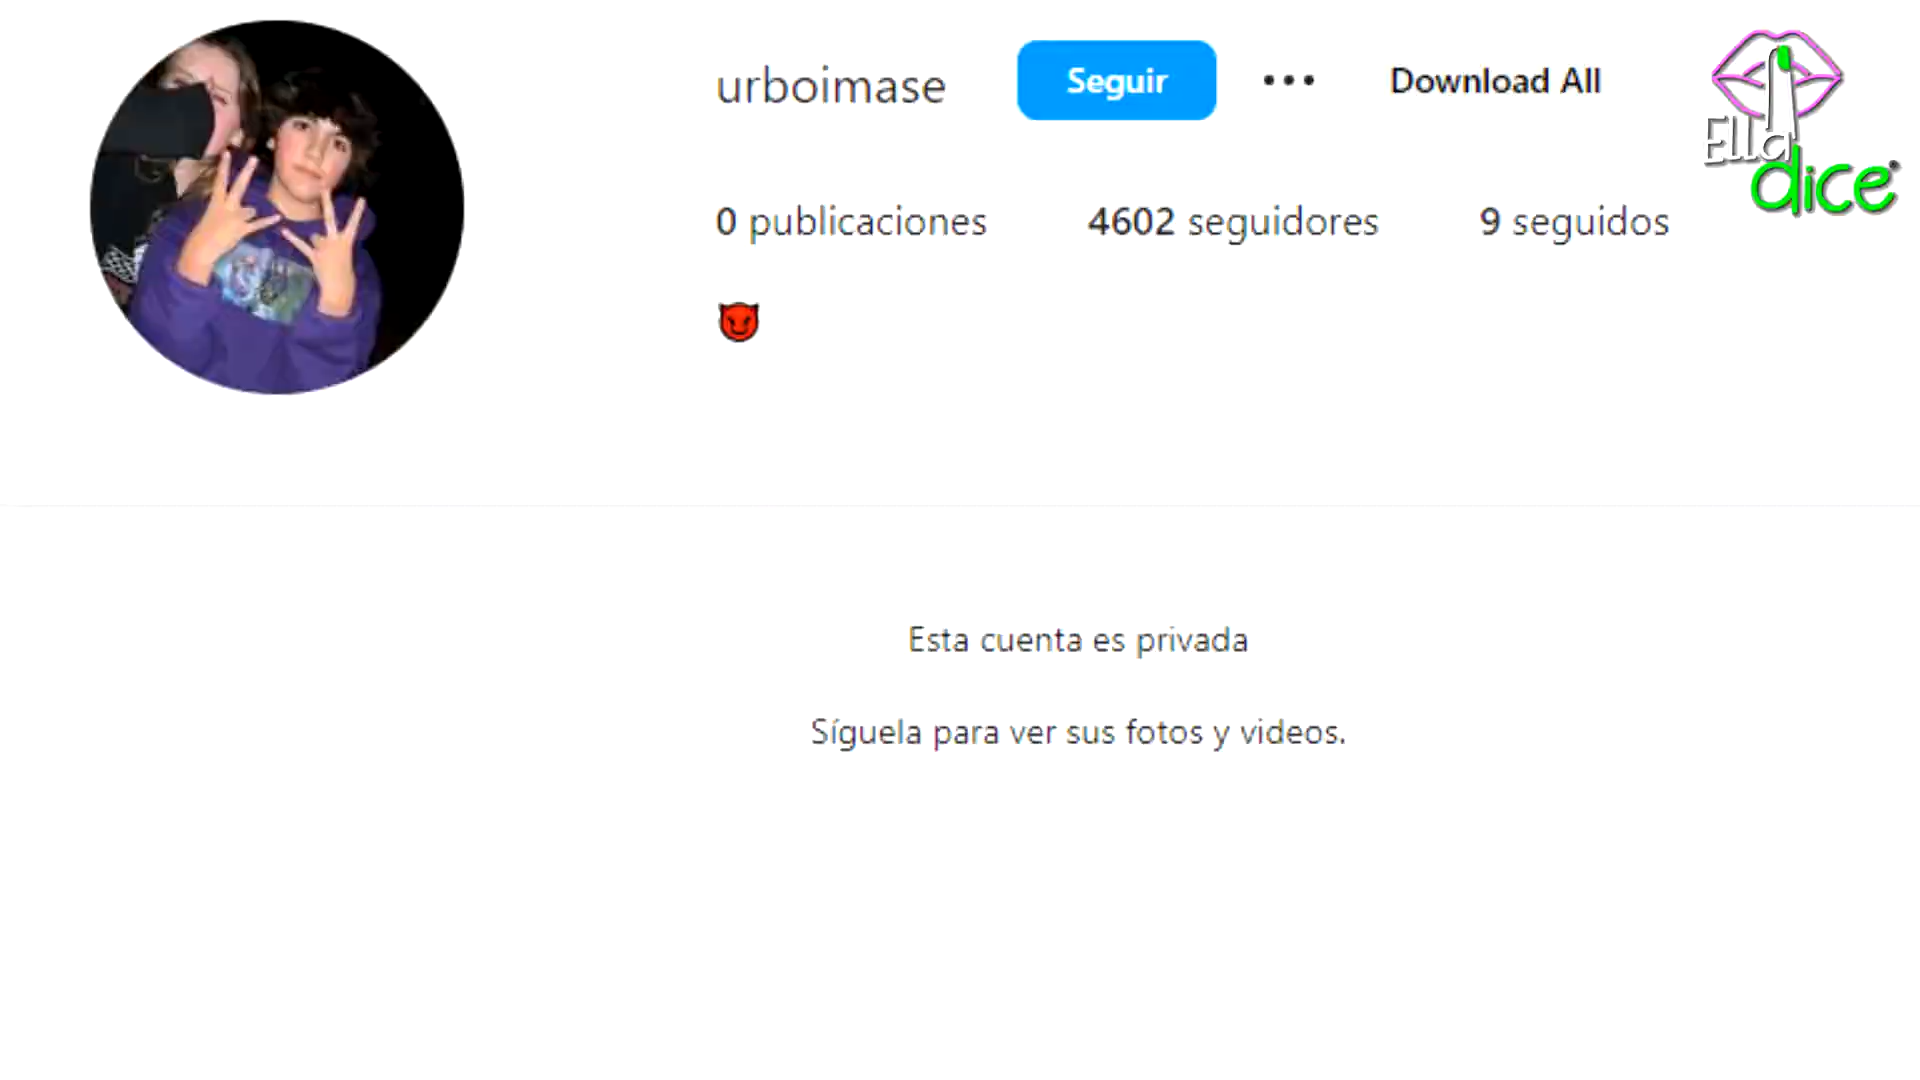 urboimase Seguir Download All
0 publicaciones 4602 seguidores 9 seguidos
Esta cuenta es privada
Síguela para ver sus fotos y videos.
Ella
dice